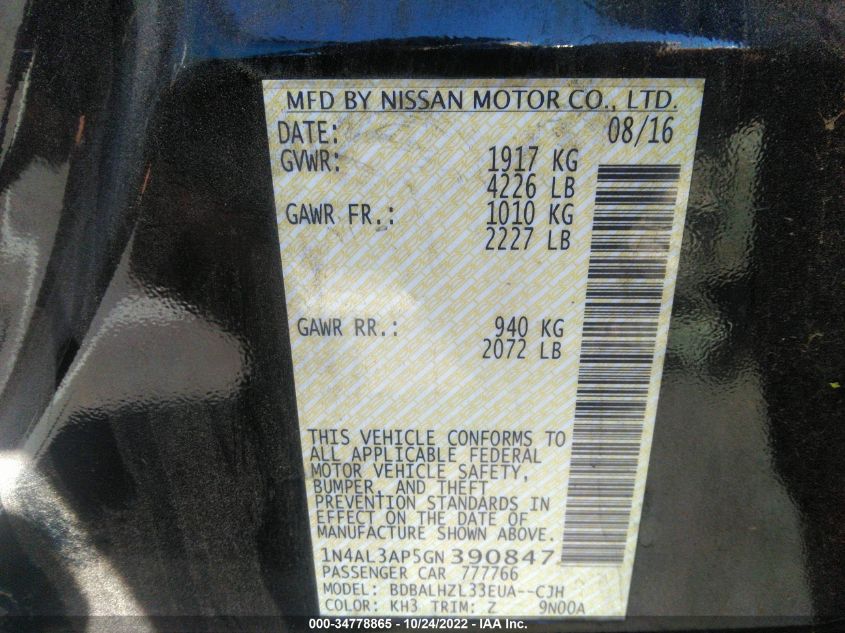 MFD BY NISSAN MOTOR CO., LTD.
DATE: 08/16
GVWR: 1917 KG
4226 LB
GAWR FR.: 1010 KG
2227 LB
GAWR RR.: 940 KG
2072 LB
THIS VEHICLE CONFORMS TO
ALL APPLICABLE FEDERAL
MOTOR VEHICLE SAFETY,
BUMPER, AND THEFT
PREVENTION STANDARDS IN
EFFECT ON THE DATE OF
MANUFACTURE SHOWN ABOVE.
1N4AL3AP5GN390847
PASSENGER CAR 777766
MODEL: BDBALHZL33EUA--CJH
COLOR: KH3 TRIM: Z 9N00A
000-34778865 - 10/24/2022 - IAA Inc.